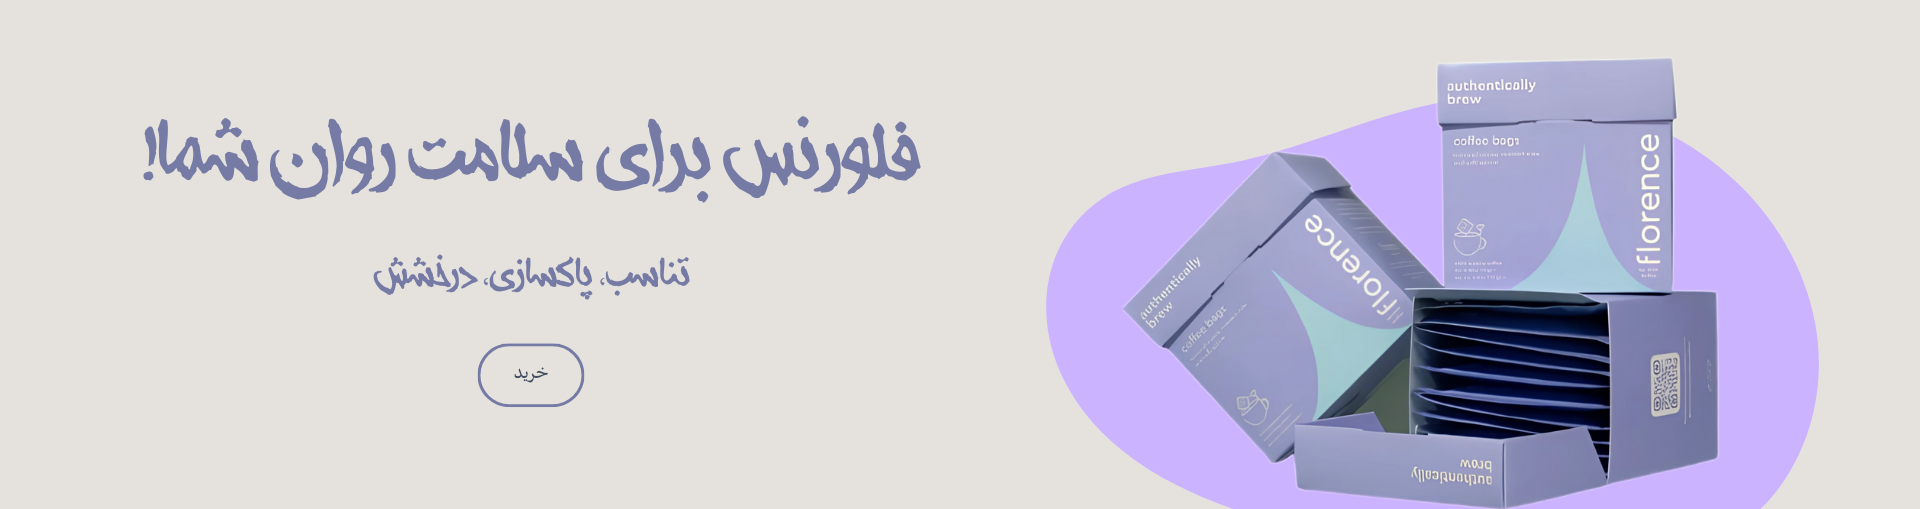 فلورنس برای سلامت روان شما!
تناسب، پاکسازی، درخشش
خرید
authentically
brew
coffee bags
florence
authentically
brew
coffee bags
florence
authentically
brew